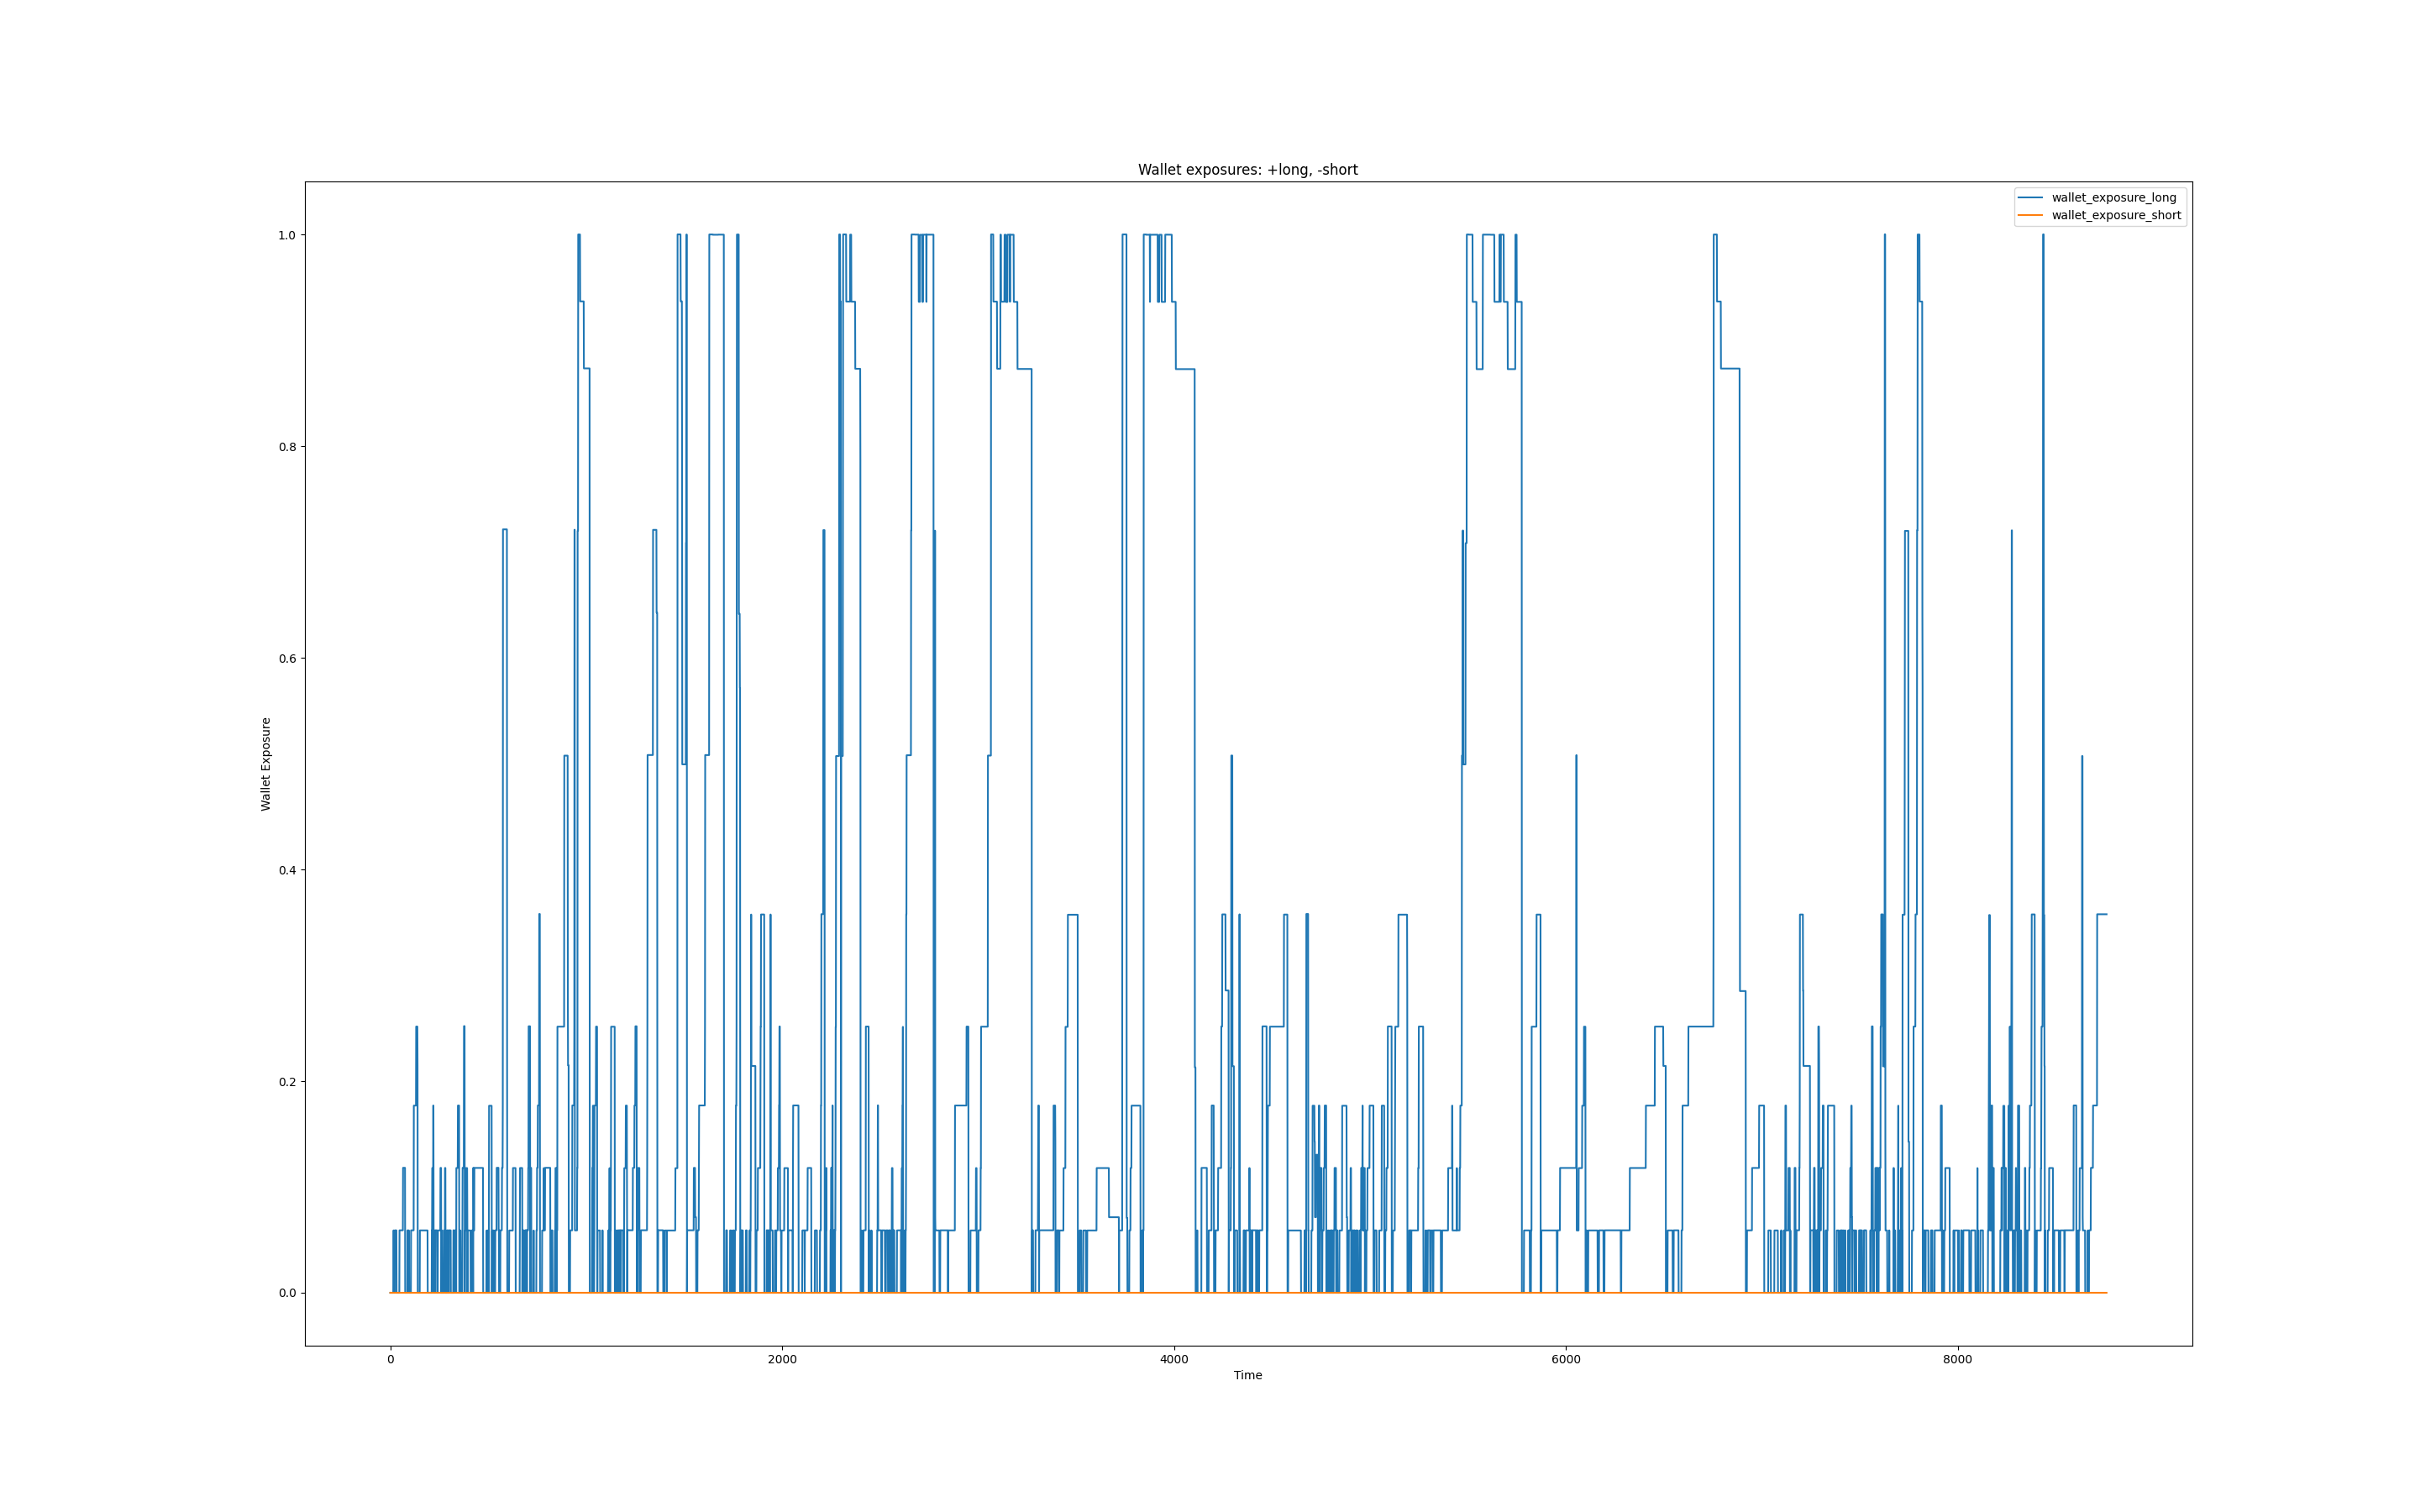 Wallet exposures: +long, -short
wallet_exposure_long
wallet_exposure_short
1.0
0.8
0.6
0.4
0.2
0.0
Wallet Exposure
0 2000 4000 6000 8000
Time